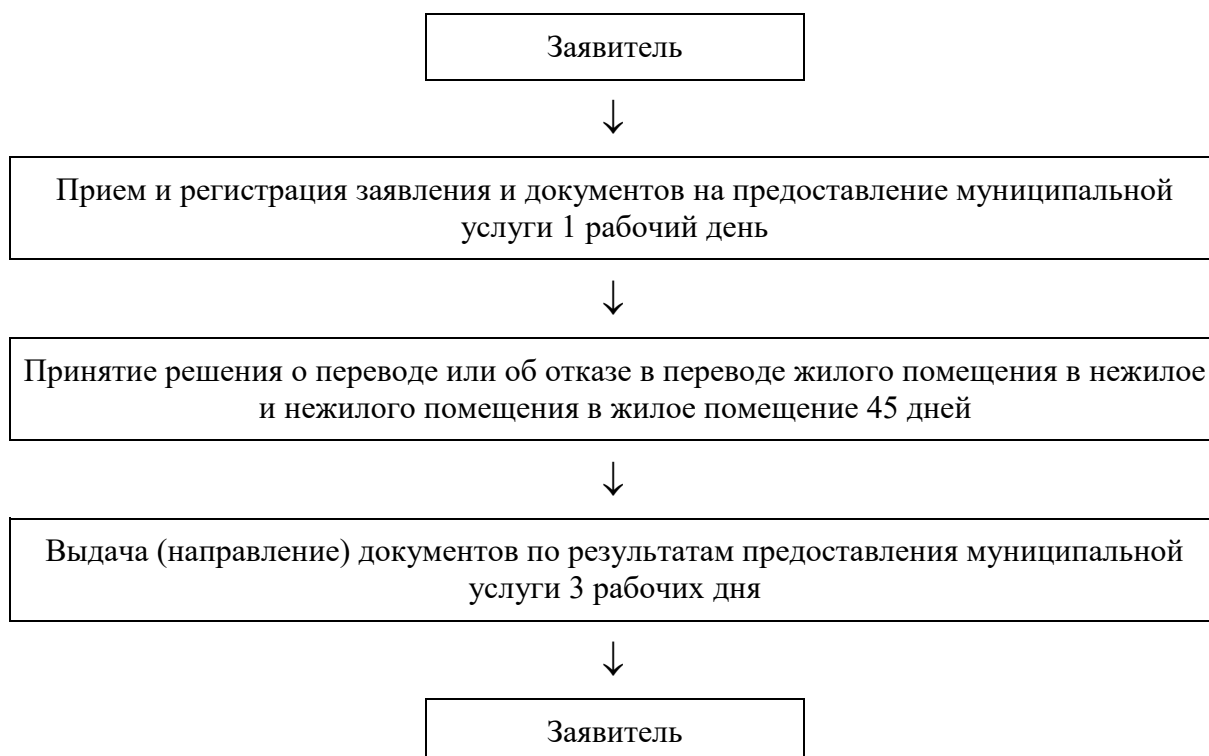 Заявитель
↓
Прием и регистрация заявления и документов на предоставление муниципальной
услуги 1 рабочий день
↓
Принятие решения о переводе или об отказе в переводе жилого помещения в нежилое
и нежилого помещения в жилое помещение 45 дней
↓
Выдача (направление) документов по результатам предоставления муниципальной
услуги 3 рабочих дня
↓
Заявитель